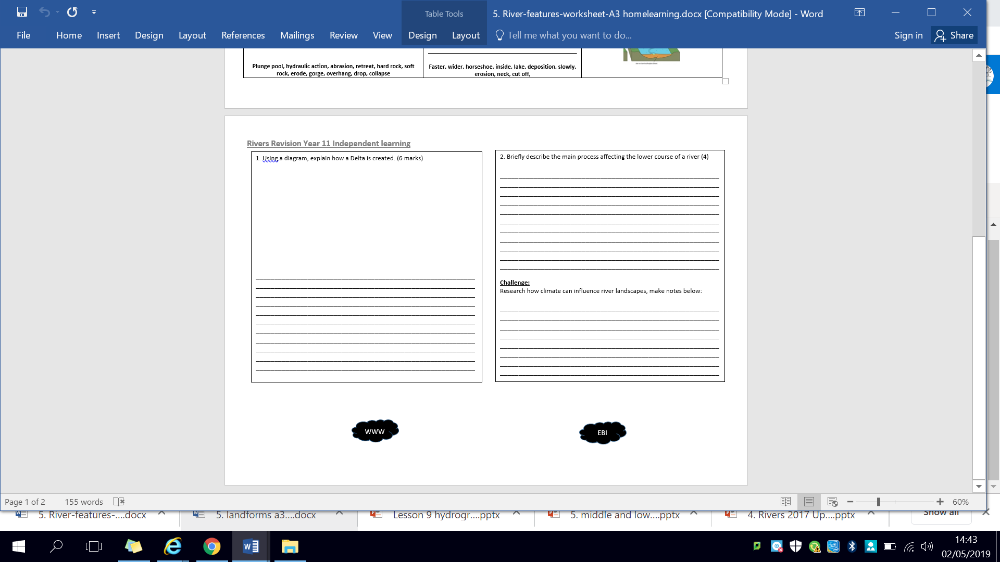 Table Tools
5. River-features-worksheet-A3 homelearning.docx [Compatibility Mode] - Word
File Home Insert Design Layout References Mailings Review View Design Layout Tell me what you want to do... Sign in Share
Plunge pool, hydraulic action, abrasion, retreat, hard rock, soft
rock, erode, gorge, overhang, drop, collapse
Faster, wider, horseshoe, inside, lake, deposition, slowly,
erosion, neck, cut off,
Rivers Revision Year 11 Independent learning
1. Using a diagram, explain how a Delta is created. (6 marks)
2. Briefly describe the main process affecting the lower course of a river (4)
Challenge:
Research how climate can influence river landscapes, make notes below:
WWW
EBI
Page 1 of 2 155 words 60%
5. River-features-....docx 5. landforms a3....docx Lesson 9 hydrogr....pptx 5. middle and low....pptx 4. Rivers 2017 Up....pptx Show all
14:43
02/05/2019